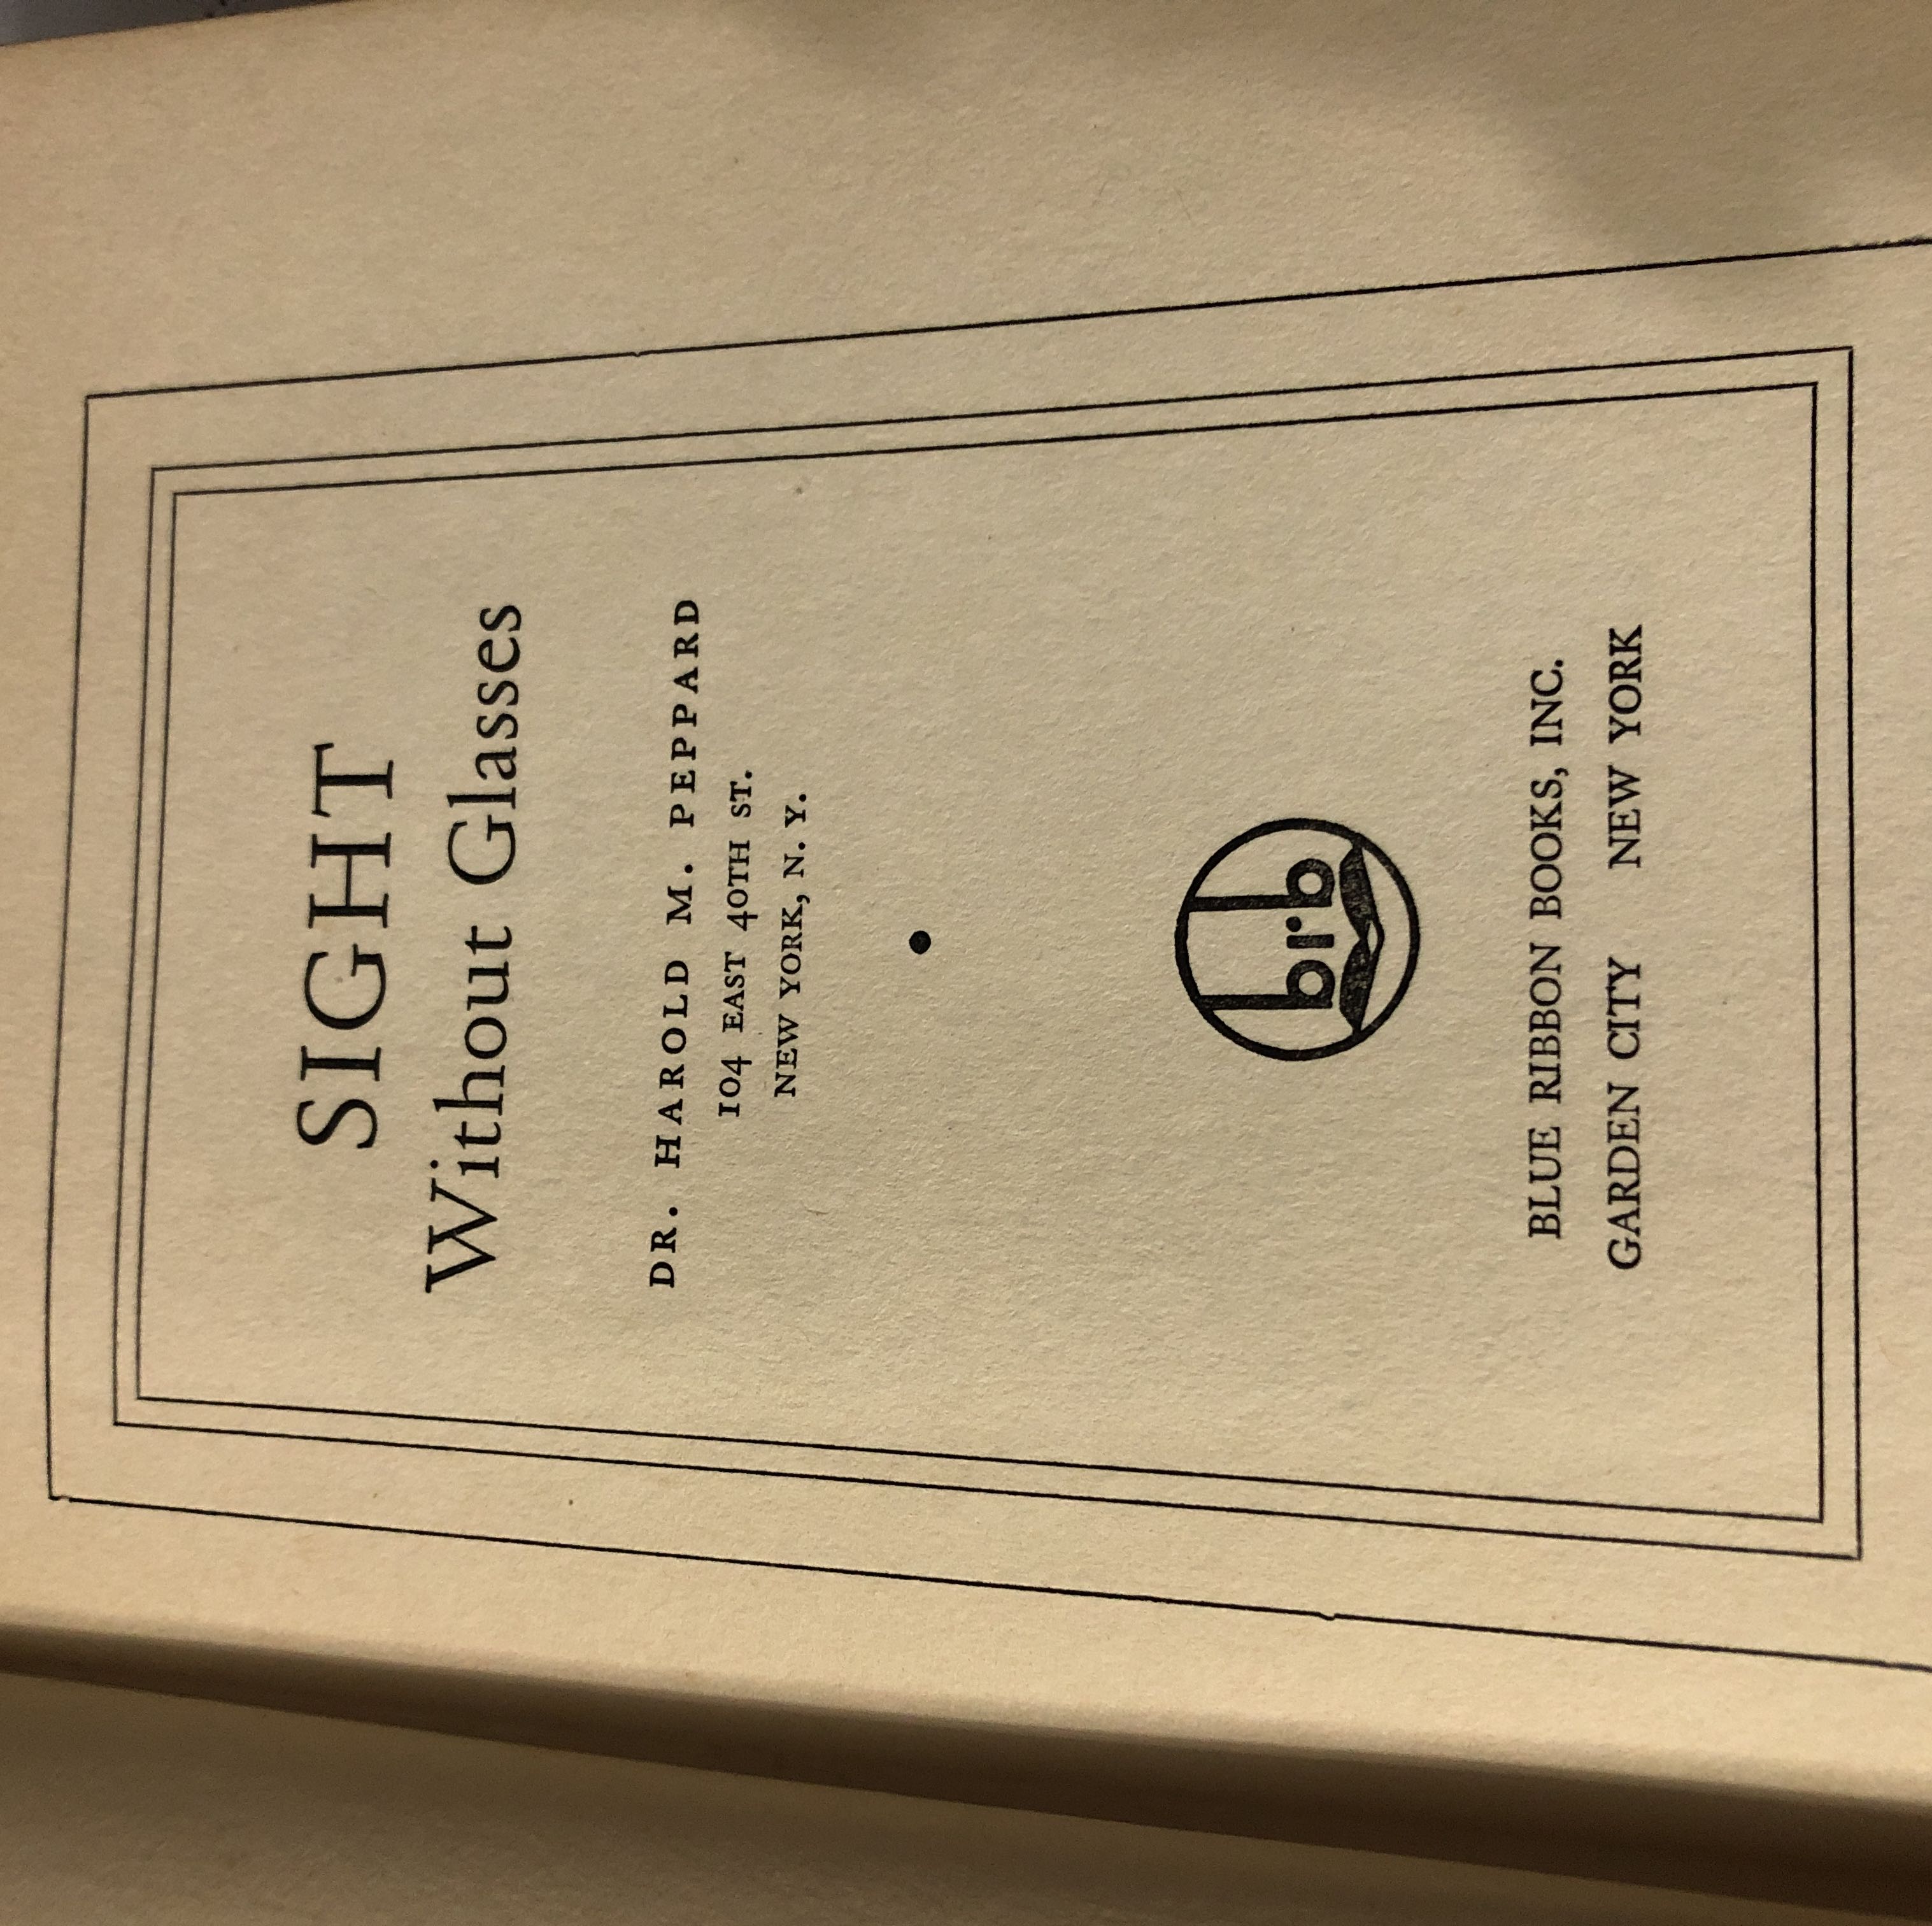 SIGHT
Without Glasses
DR. HAROLD M. PEPPARD
104 EAST 40TH ST.
NEW YORK, N. Y.
brb
BLUE RIBBON BOOKS, INC.
GARDEN CITY NEW YORK